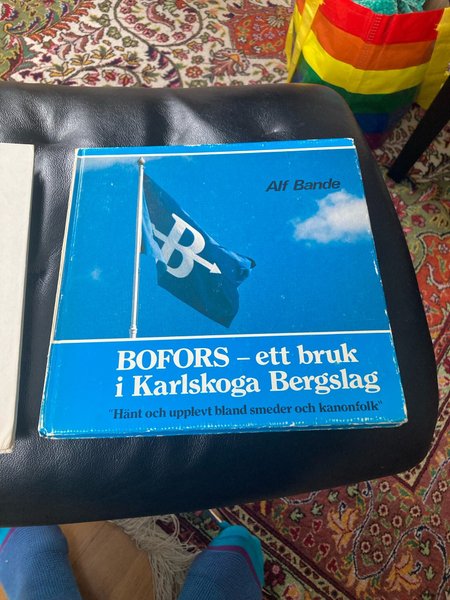 Alf Bande
B
BOFORS – ett bruk
i Karlskoga Bergslag
"Hänt och upplevt bland smeder och kanonfolk"